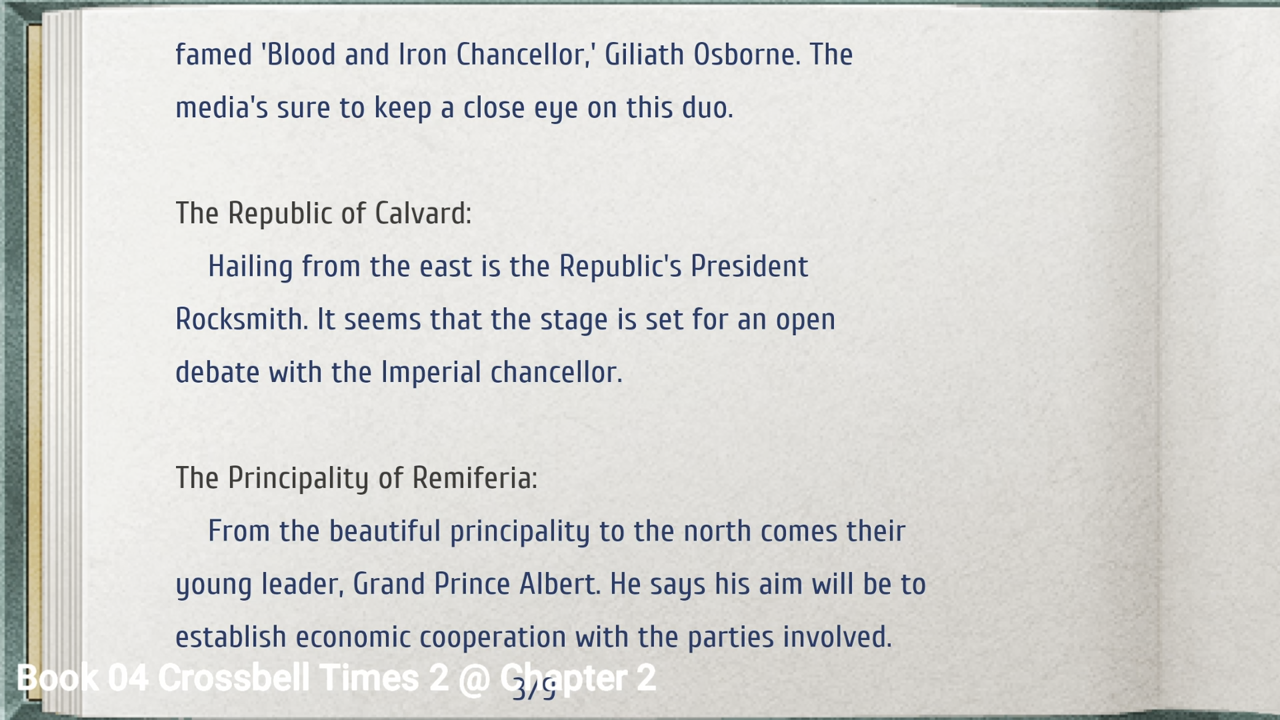 famed 'Blood and Iron Chancellor,' Giliath Osborne. The
media's sure to keep a close eye on this duo.
The Republic of Calvard:
Hailing from the east is the Republic's President
Rocksmith. It seems that the stage is set for an open
debate with the Imperial chancellor.
The Principality of Remiferia:
From the beautiful principality to the north comes their
young leader, Grand Prince Albert. He says his aim will be to
establish economic cooperation with the parties involved.
Book 04 Crossbell Times 2 @ Chapter 2
3/9